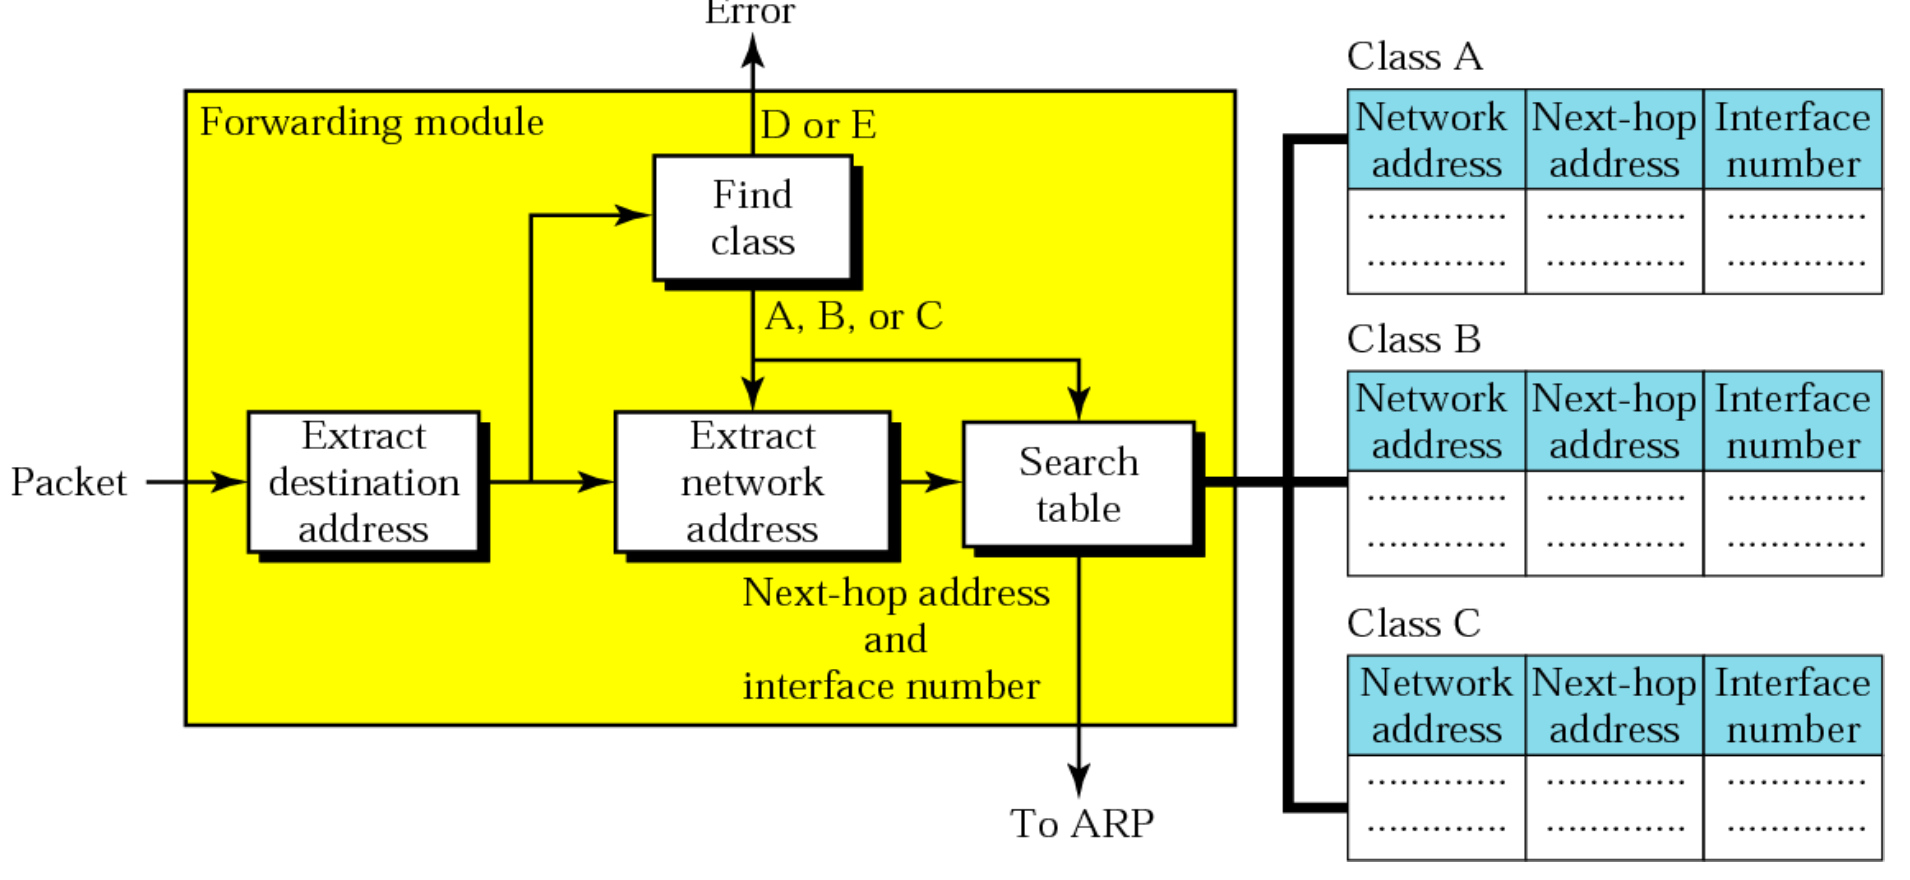 Error
Forwarding module
D or E
Find
class
A, B, or C
Packet
Extract
destination
address
Extract
network
address
Search
table
Next-hop address
and
interface number
To ARP
Class A
Network address
Next-hop address
Interface number
.............
.............
.............
.............
.............
.............
Class B
Network address
Next-hop address
Interface number
.............
.............
.............
.............
.............
.............
Class C
Network address
Next-hop address
Interface number
.............
.............
.............
.............
.............
.............